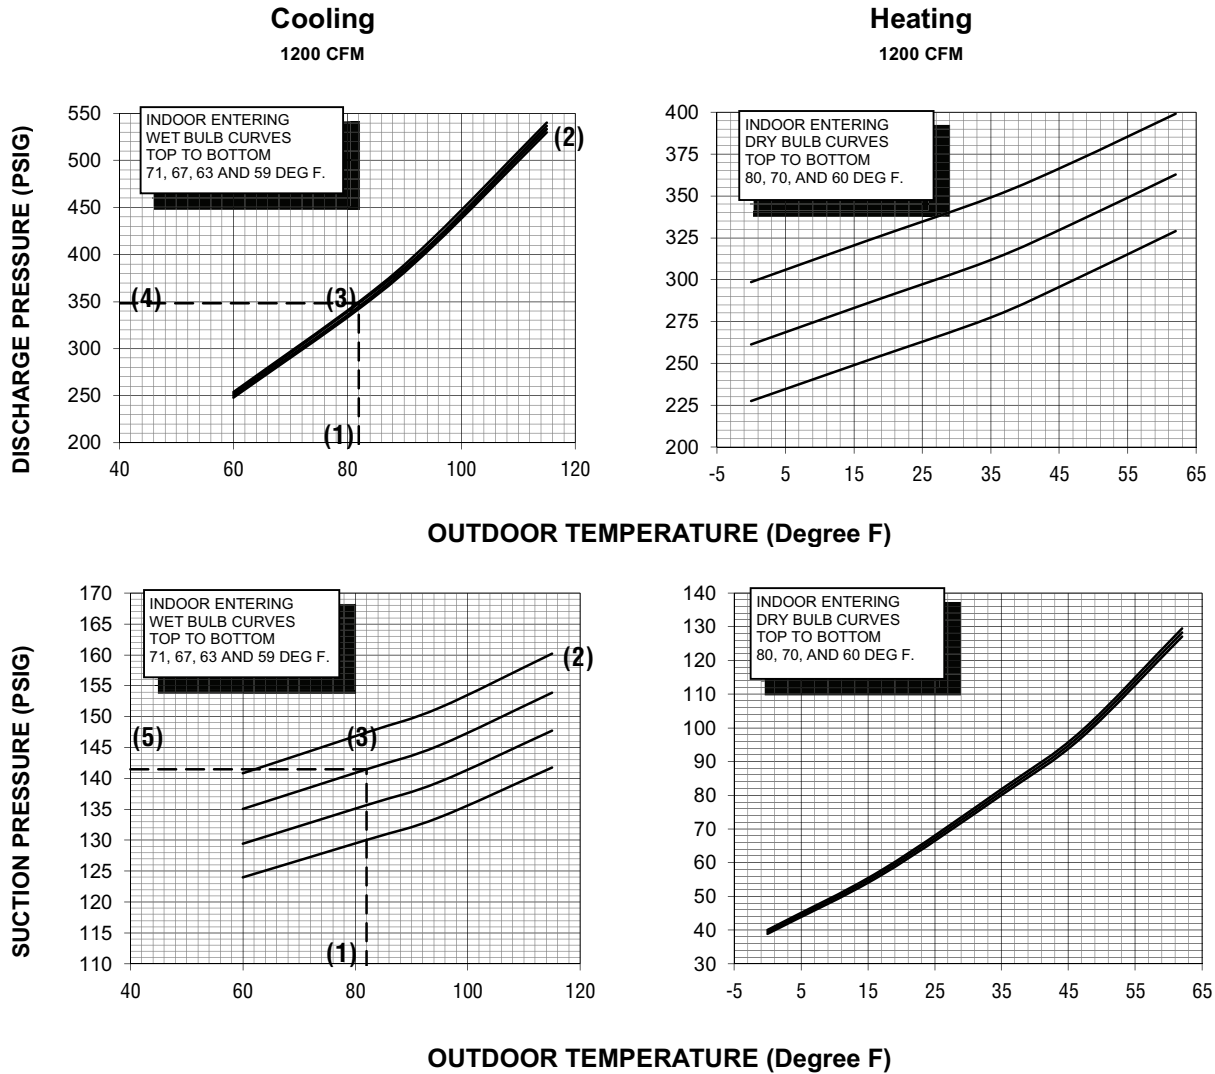 Cooling
1200 CFM
Heating
1200 CFM
DISCHARGE PRESSURE (PSIG)
550
500
450
400
350
300
250
200
INDOOR ENTERING
WET BULB CURVES
TOP TO BOTTOM
71, 67, 63 AND 59 DEG F.
(2)
(4)
(3)
(1)
40 60 80 100 120
400
375
350
325
300
275
250
225
200
INDOOR ENTERING
DRY BULB CURVES
TOP TO BOTTOM
80, 70, AND 60 DEG F.
-5 5 15 25 35 45 55 65
OUTDOOR TEMPERATURE (Degree F)
SUCTION PRESSURE (PSIG)
170
165
160
155
150
145
140
135
130
125
120
115
110
INDOOR ENTERING
WET BULB CURVES
TOP TO BOTTOM
71, 67, 63 AND 59 DEG F.
(2)
(5)
(3)
(1)
40 60 80 100 120
140
130
120
110
100
90
80
70
60
50
40
30
INDOOR ENTERING
DRY BULB CURVES
TOP TO BOTTOM
80, 70, AND 60 DEG F.
-5 5 15 25 35 45 55 65
OUTDOOR TEMPERATURE (Degree F)